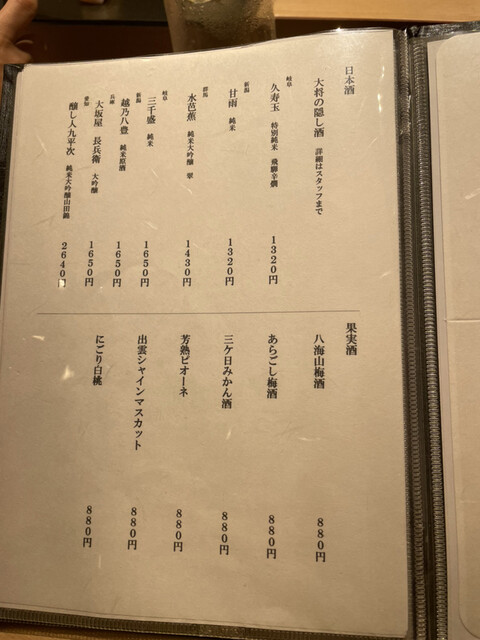 日本酒
大将の隠し酒 詳細はスタッフまで
岐阜
久寿玉 特別純米 飛騨辛醸 1320円
新潟
甘雨 純米 1320円
群馬
水芭蕉 純米大吟醸 翠 1430円
岐阜
三千盛 純米 1650円
新潟
越乃八豊 純米原酒 1650円
兵庫
大坂屋 長兵衛 大吟醸 1650円
愛知
醸し人九平次 純米大吟醸山田錦 2640円
果実酒
八海山梅酒 880円
あらごし梅酒 880円
三ケ日みかん酒 880円
芳熟ピオーネ 880円
出雲シャインマスカット 880円
にごり白桃 880円